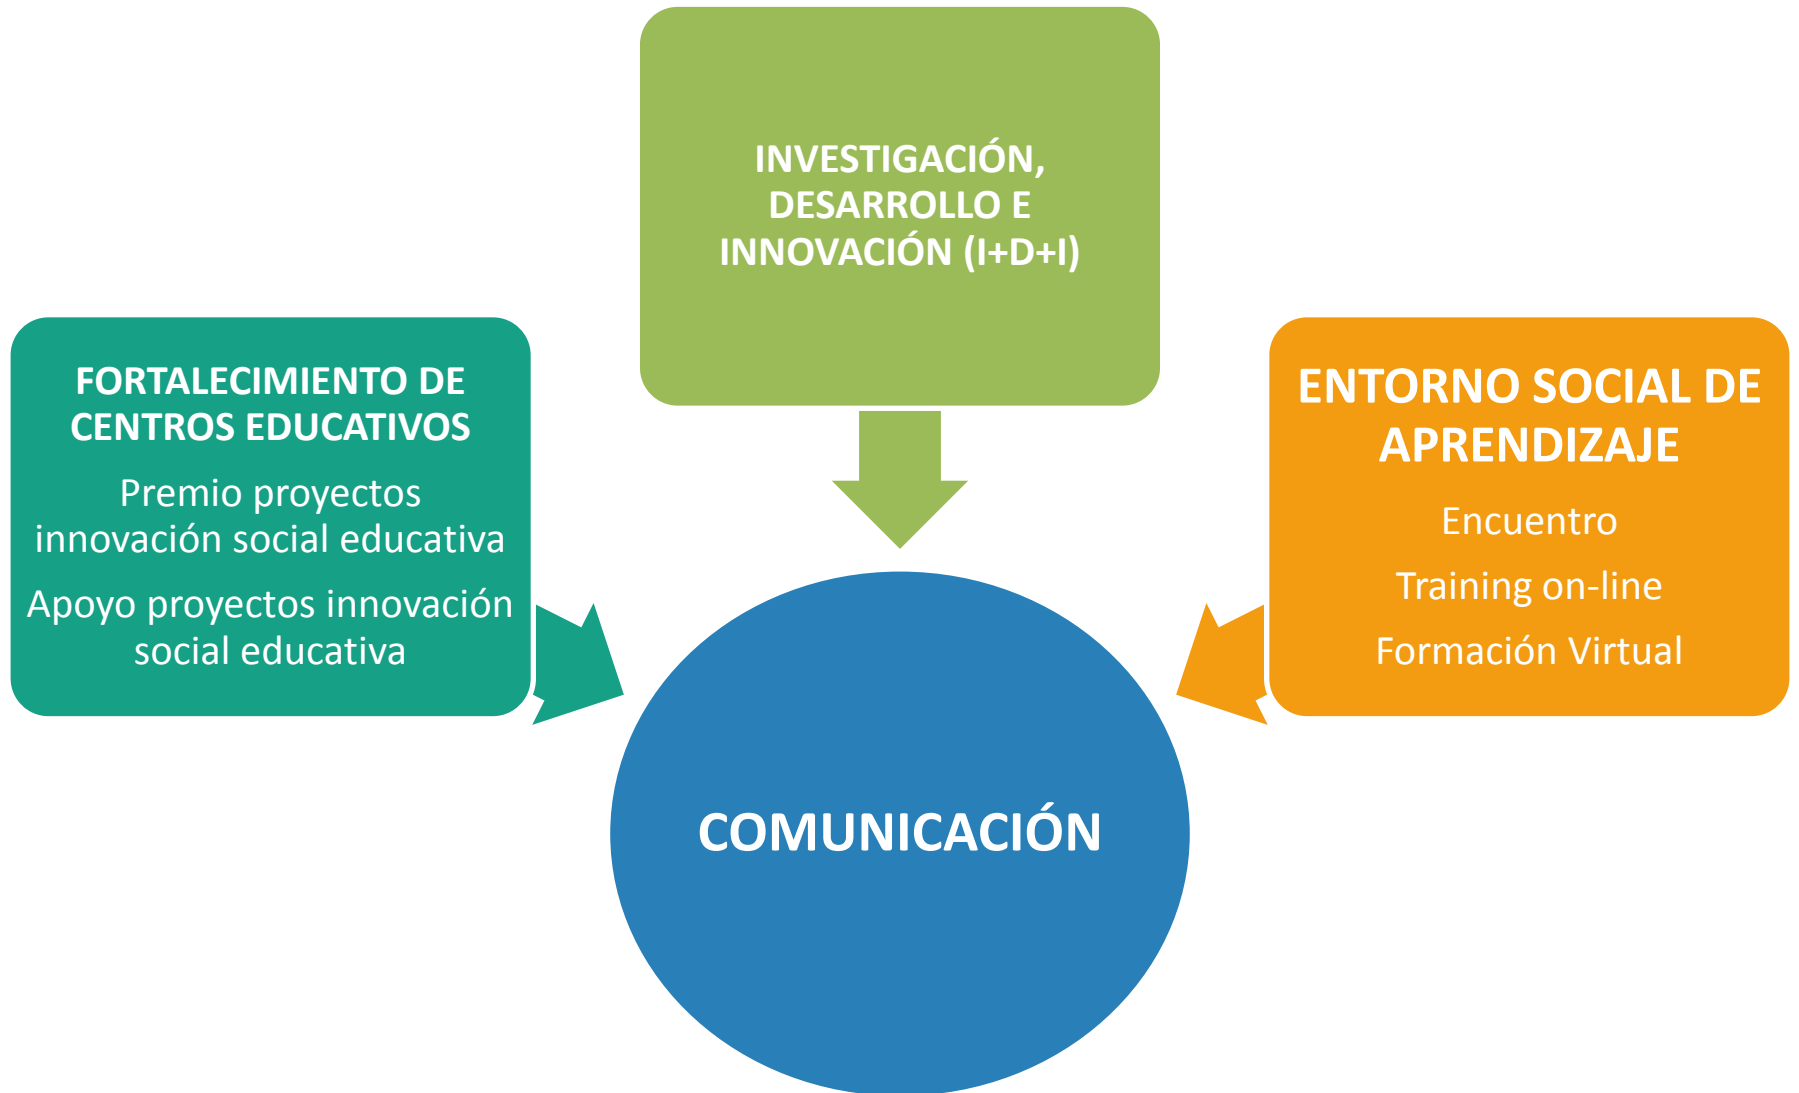 INVESTIGACIÓN,
DESARROLLO E
INNOVACIÓN (I+D+I)
FORTALECIMIENTO DE
CENTROS EDUCATIVOS
Premio proyectos
innovación social educativa
Apoyo proyectos innovación
social educativa
ENTORNO SOCIAL DE
APRENDIZAJE
Encuentro
Training on-line
Formación Virtual
COMUNICACIÓN